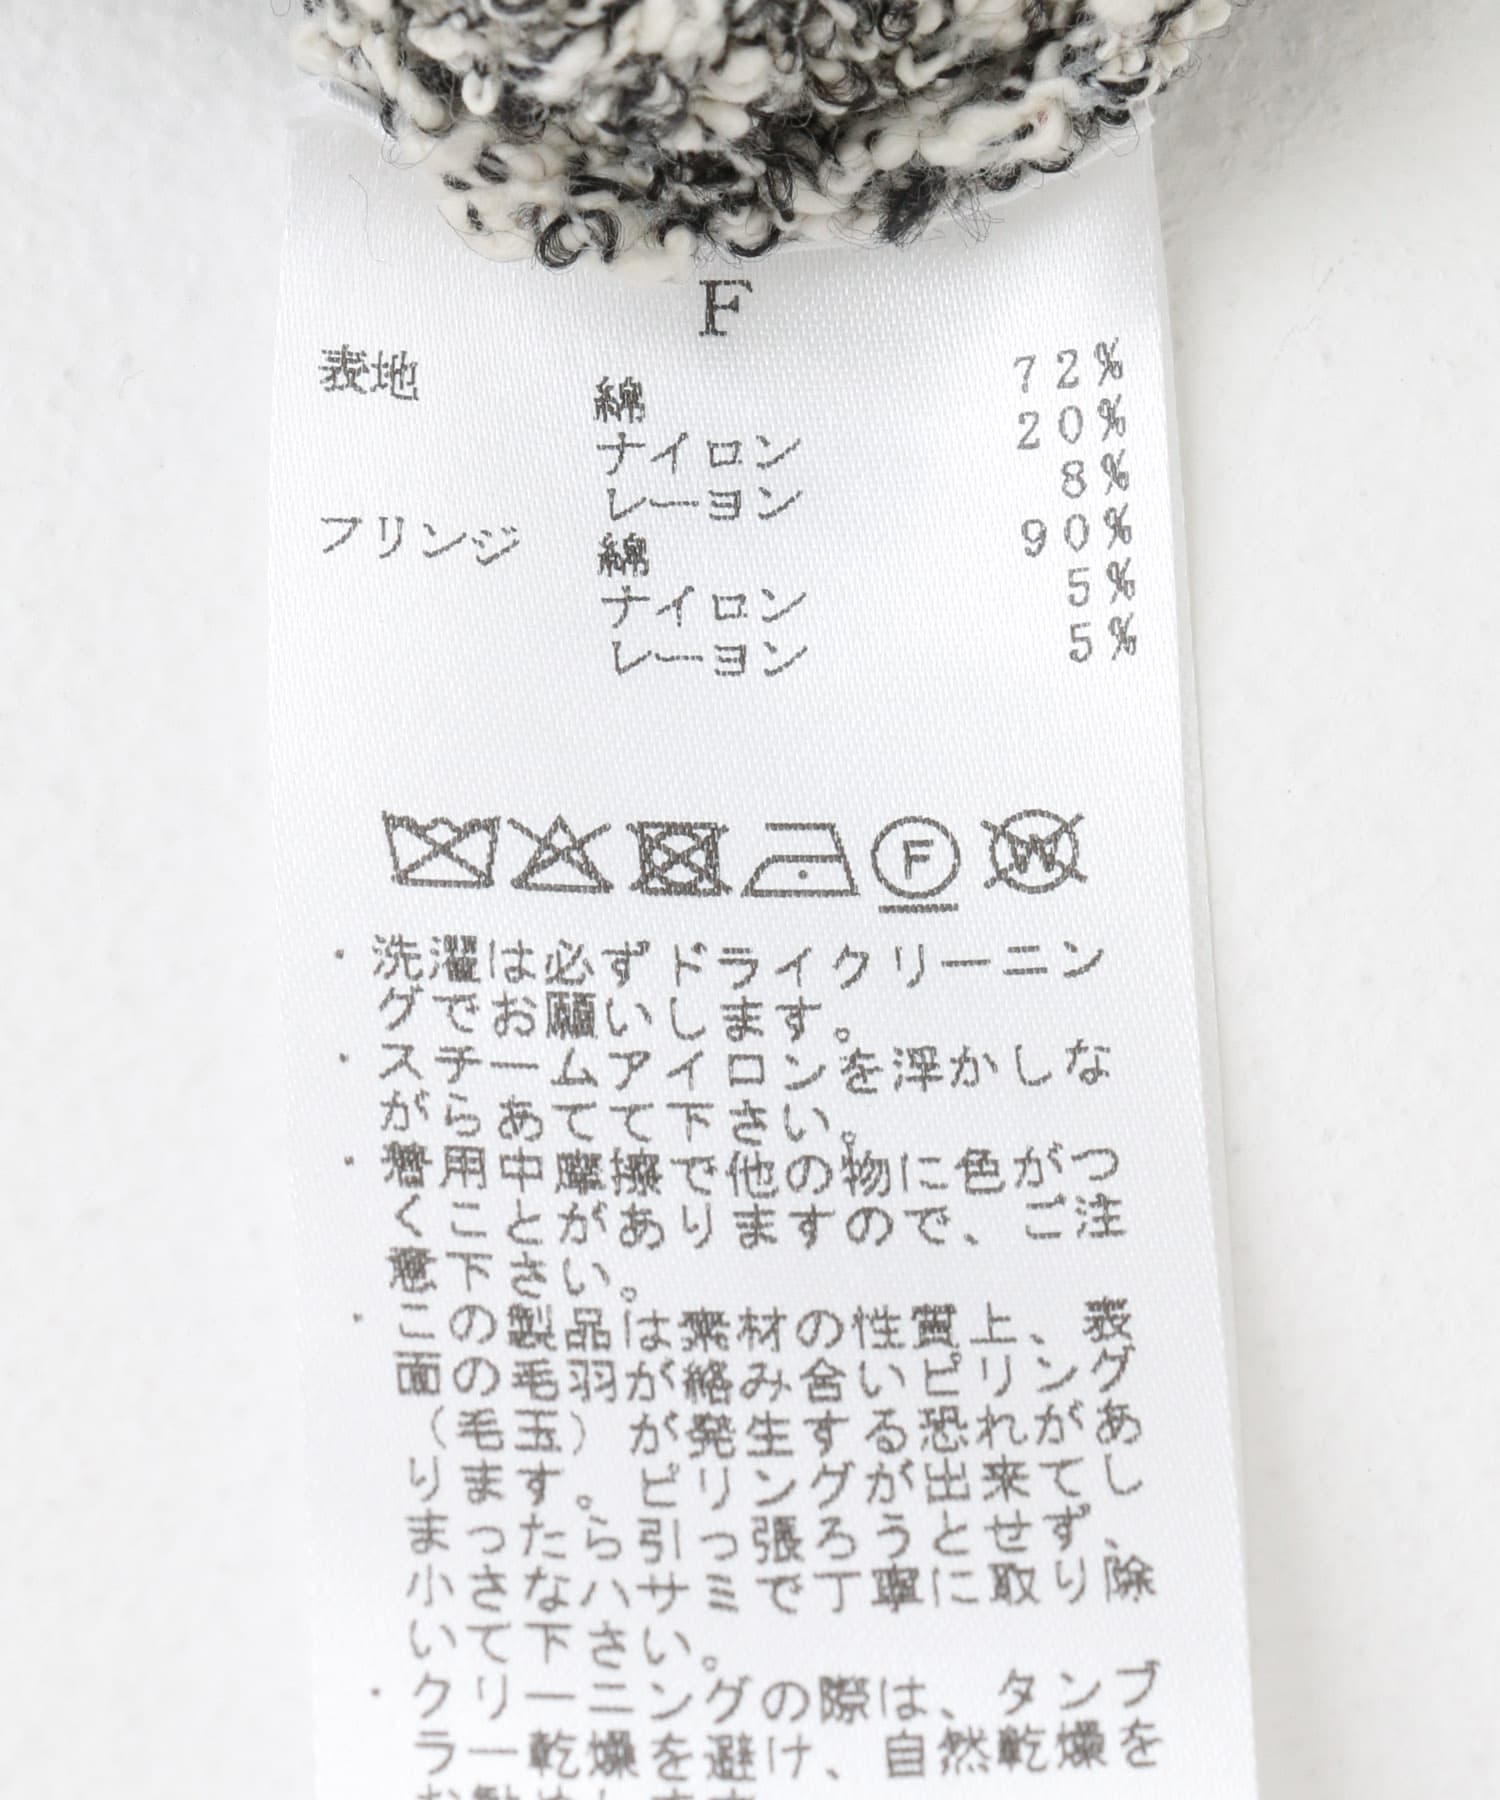 F
表地 綿 72%
ナイロン 20%
レーヨン 8%
フリンジ 綿 90%
ナイロン 5%
レーヨン 5%
F W
・洗濯は必ずドライクリーニン
グでお願いします。
・スチームアイロンを浮かしな
がらあてて下さい。
・着用中摩擦で他の物に色がつ
くことがありますので、ご注
意下さい。
・この製品は素材の性質上、表
面の毛羽が絡み合いピリング
(毛玉)が発生する恐れがあ
ります。ピリングが出来てし
まったら引っ張ろうとせず、
小さなハサミで丁寧に取り除
いて下さい。
・クリーニングの際は、タンブ
ラー乾燥を避け、自然乾燥を